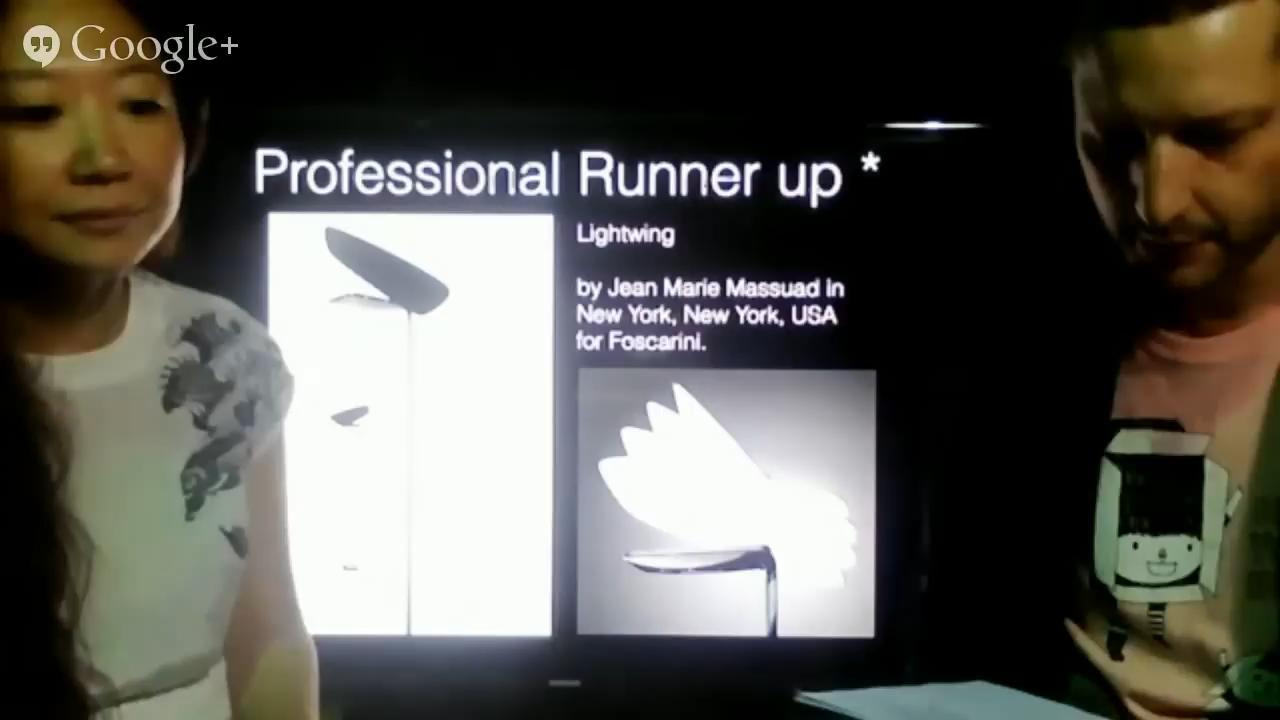 Google+
Professional Runner up *
Lightwing
by Jean Marie Massuad in
New York, New York, USA
for Foscarini.